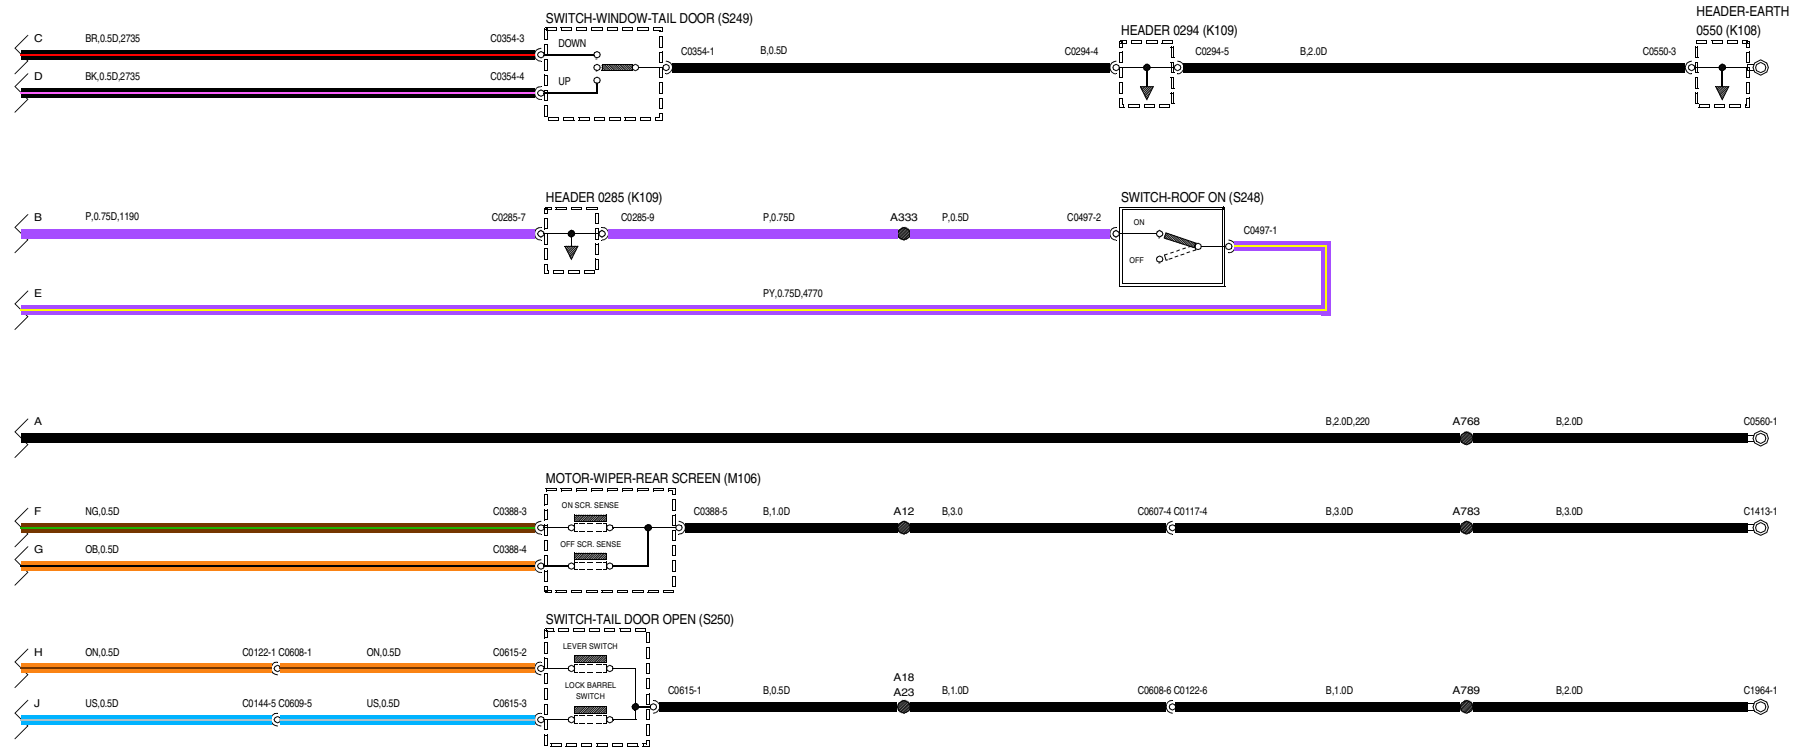 SWITCH-WINDOW-TAIL DOOR (S249)
HEADER-EARTH
0550 (K108)
HEADER 0294 (K109)
C BR,0.5D,2735 C0354-3
DOWN
C0354-1 B,0.5D C0294-4 C0294-5 B,2.0D C0550-3
D BK,0.5D,2735 C0354-4
UP
HEADER 0285 (K109)
SWITCH-ROOF ON (S248)
B P,0.75D,1190 C0285-7 C0285-9 P,0.75D A333 P,0.5D C0497-2
ON
C0497-1
OFF
E PY,0.75D,4770
A B,2.0D,220 A768 B,2.0D C0560-1
MOTOR-WIPER-REAR SCREEN (M106)
ON SCR. SENSE
F NG,0.5D C0388-3 C0388-5 B,1.0D A12 B,3.0 C0607-4 C0117-4 B,3.0D A783 B,3.0D C1413-1
OFF SCR. SENSE
G OB,0.5D C0388-4
SWITCH-TAIL DOOR OPEN (S250)
LEVER SWITCH
H ON,0.5D C0122-1 C0608-1 ON,0.5D C0615-2
LOCK BARREL
SWITCH
A18
C0615-1 B,0.5D A23 B,1.0D C0608-6 C0122-6 B,1.0D A789 B,2.0D C1964-1
J US,0.5D C0144-5 C0609-5 US,0.5D C0615-3